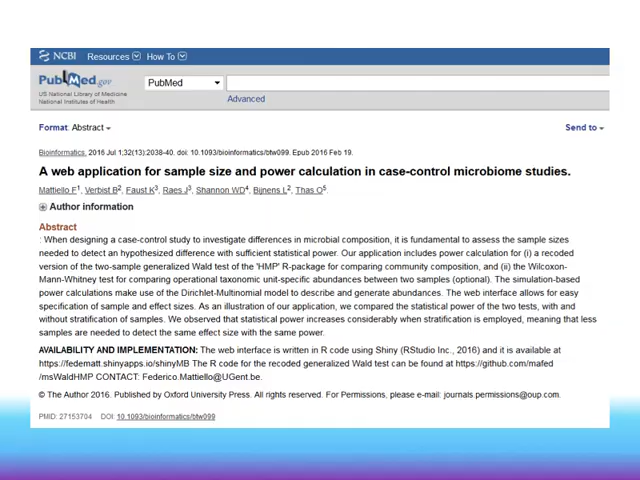 NCBI Resources How To
PubMed.gov
US National Library of Medicine
National Institutes of Health
PubMed
Advanced
Format: Abstract
Send to
Bioinformatics. 2016 Jul 1;32(13):2038-40. doi: 10.1093/bioinformatics/btw099. Epub 2016 Feb 19.
A web application for sample size and power calculation in case-control microbiome studies.
Mattiello F1, Verbist B2, Faust K3, Raes J3, Shannon WD4, Bijnens L2, Thas O5.
Author information
Abstract
: When designing a case-control study to investigate differences in microbial composition, it is fundamental to assess the sample sizes
needed to detect an hypothesized difference with sufficient statistical power. Our application includes power calculation for (i) a recoded
version of the two-sample generalized Wald test of the 'HMP' R-package for comparing community composition, and (ii) the Wilcoxon-
Mann-Whitney test for comparing operational taxonomic unit-specific abundances between two samples (optional). The simulation-based
power calculations make use of the Dirichlet-Multinomial model to describe and generate abundances. The web interface allows for easy
specification of sample and effect sizes. As an illustration of our application, we compared the statistical power of the two tests, with and
without stratification of samples. We observed that statistical power increases considerably when stratification is employed, meaning that less
samples are needed to detect the same effect size with the same power.
AVAILABILITY AND IMPLEMENTATION: The web interface is written in R code using Shiny (RStudio Inc., 2016) and it is available at
https://fedematt.shinyapps.io/shinyMB The R code for the recoded generalized Wald test can be found at https://github.com/mafed
/msWaldHMP CONTACT: Federico.Mattiello@UGent.be.
© The Author 2016. Published by Oxford University Press. All rights reserved. For Permissions, please e-mail: journals.permissions@oup.com.
PMID: 27153704 DOI: 10.1093/bioinformatics/btw099